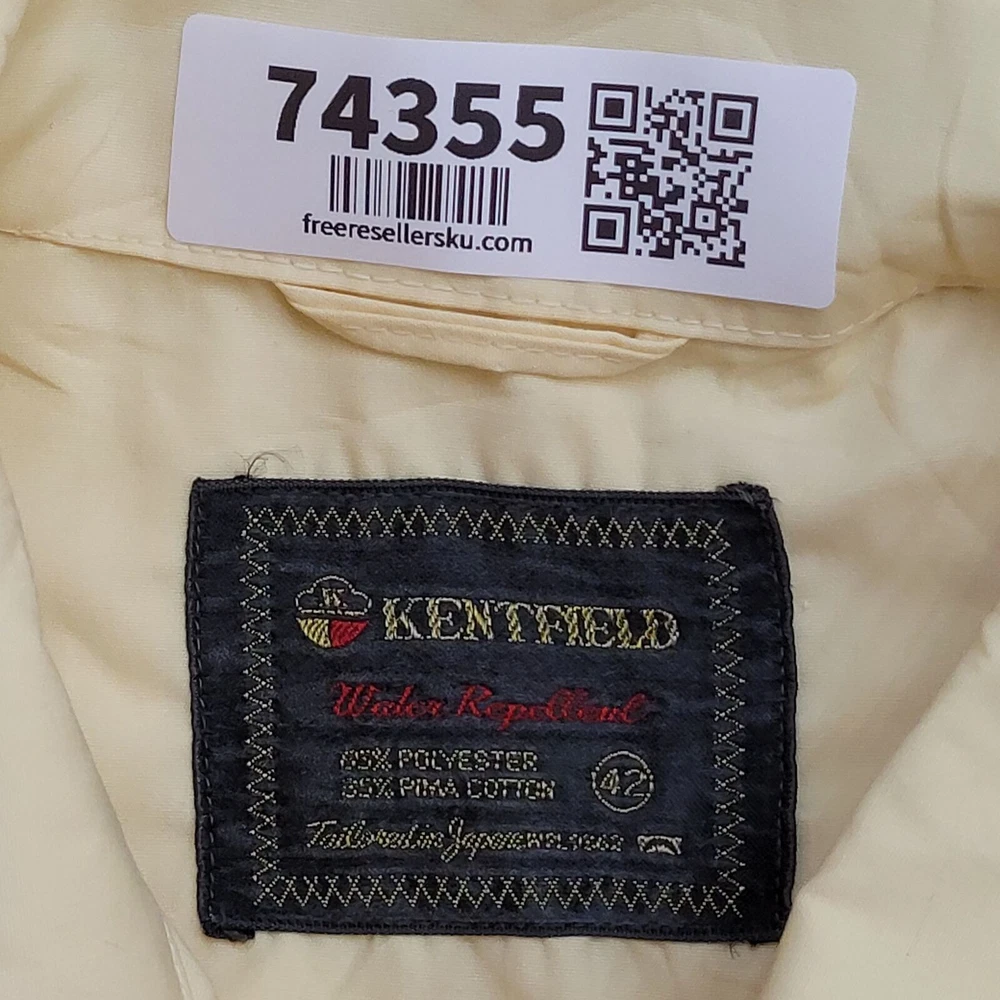 74355
freeresellersku.com
K
KENTFIELD
Water Repellent
65% POLYESTER
35% PIMA COTTON
42
Tailored in Japan